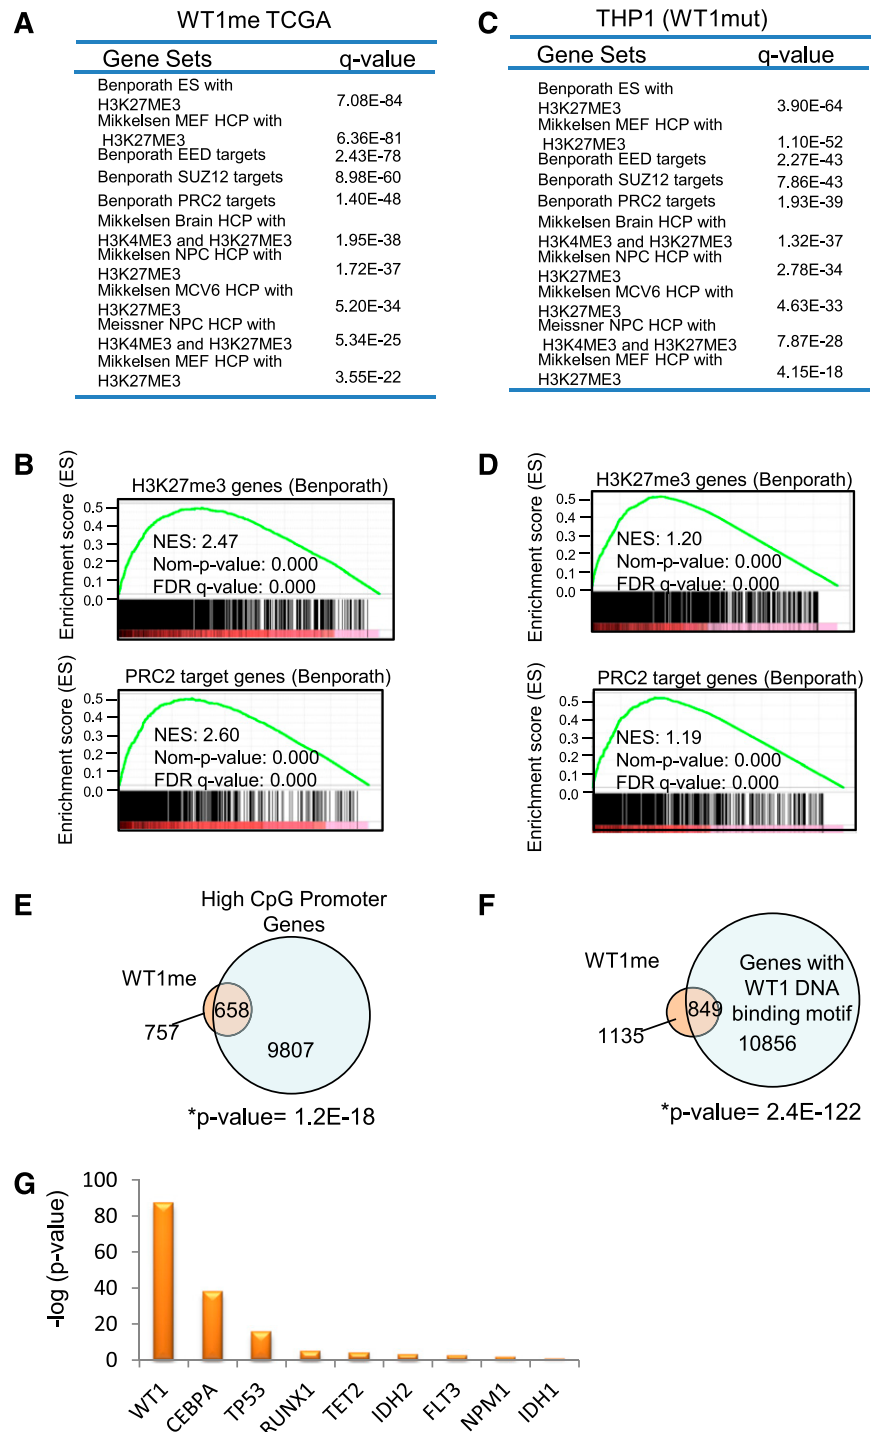 A
WT1me TCGA
Gene Sets q-value
Benporath ES with
H3K27ME3 7.08E-84
Mikkelsen MEF HCP with
H3K27ME3 6.36E-81
Benporath EED targets 2.43E-78
Benporath SUZ12 targets 8.98E-60
Benporath PRC2 targets 1.40E-48
Mikkelsen Brain HCP with
H3K4ME3 and H3K27ME3 1.95E-38
Mikkelsen NPC HCP with
H3K27ME3 1.72E-37
Mikkelsen MCV6 HCP with
H3K27ME3 5.20E-34
Meissner NPC HCP with
H3K4ME3 and H3K27ME3 5.34E-25
Mikkelsen MEF HCP with
H3K27ME3 3.55E-22
C
THP1 (WT1mut)
Gene Sets q-value
Benporath ES with
H3K27ME3 3.90E-64
Mikkelsen MEF HCP with
H3K27ME3 1.10E-52
Benporath EED targets 2.27E-43
Benporath SUZ12 targets 7.86E-43
Benporath PRC2 targets 1.93E-39
Mikkelsen Brain HCP with
H3K4ME3 and H3K27ME3 1.32E-37
Mikkelsen NPC HCP with
H3K27ME3 2.78E-34
Mikkelsen MCV6 HCP with
H3K27ME3 4.63E-33
Meissner NPC HCP with
H3K4ME3 and H3K27ME3 7.87E-28
Mikkelsen MEF HCP with
H3K27ME3 4.15E-18
B
H3K27me3 genes (Benporath)
Enrichment score (ES)
0.5
0.4
0.3
0.2
0.1
0.0
NES: 2.47
Nom-p-value: 0.000
FDR q-value: 0.000
PRC2 target genes (Benporath)
Enrichment score (ES)
0.5
0.4
0.3
0.2
0.1
0.0
NES: 2.60
Nom-p-value: 0.000
FDR q-value: 0.000
D
H3K27me3 genes (Benporath)
Enrichment score (ES)
0.5
0.4
0.3
0.2
0.1
0.0
NES: 1.20
Nom-p-value: 0.000
FDR q-value: 0.000
PRC2 target genes (Benporath)
Enrichment score (ES)
0.5
0.4
0.3
0.2
0.1
0.0
NES: 1.19
Nom-p-value: 0.000
FDR q-value: 0.000
E
High CpG Promoter
Genes
WT1me
658
757
9807
*p-value= 1.2E-18
F
WT1me
Genes with
WT1 DNA
binding motif
849
1135
10856
*p-value= 2.4E-122
G
-log (p-value)
100
80
60
40
20
0
WT1
CEBPA
TP53
RUNX1
TET2
IDH2
FLT3
NPM1
IDH1